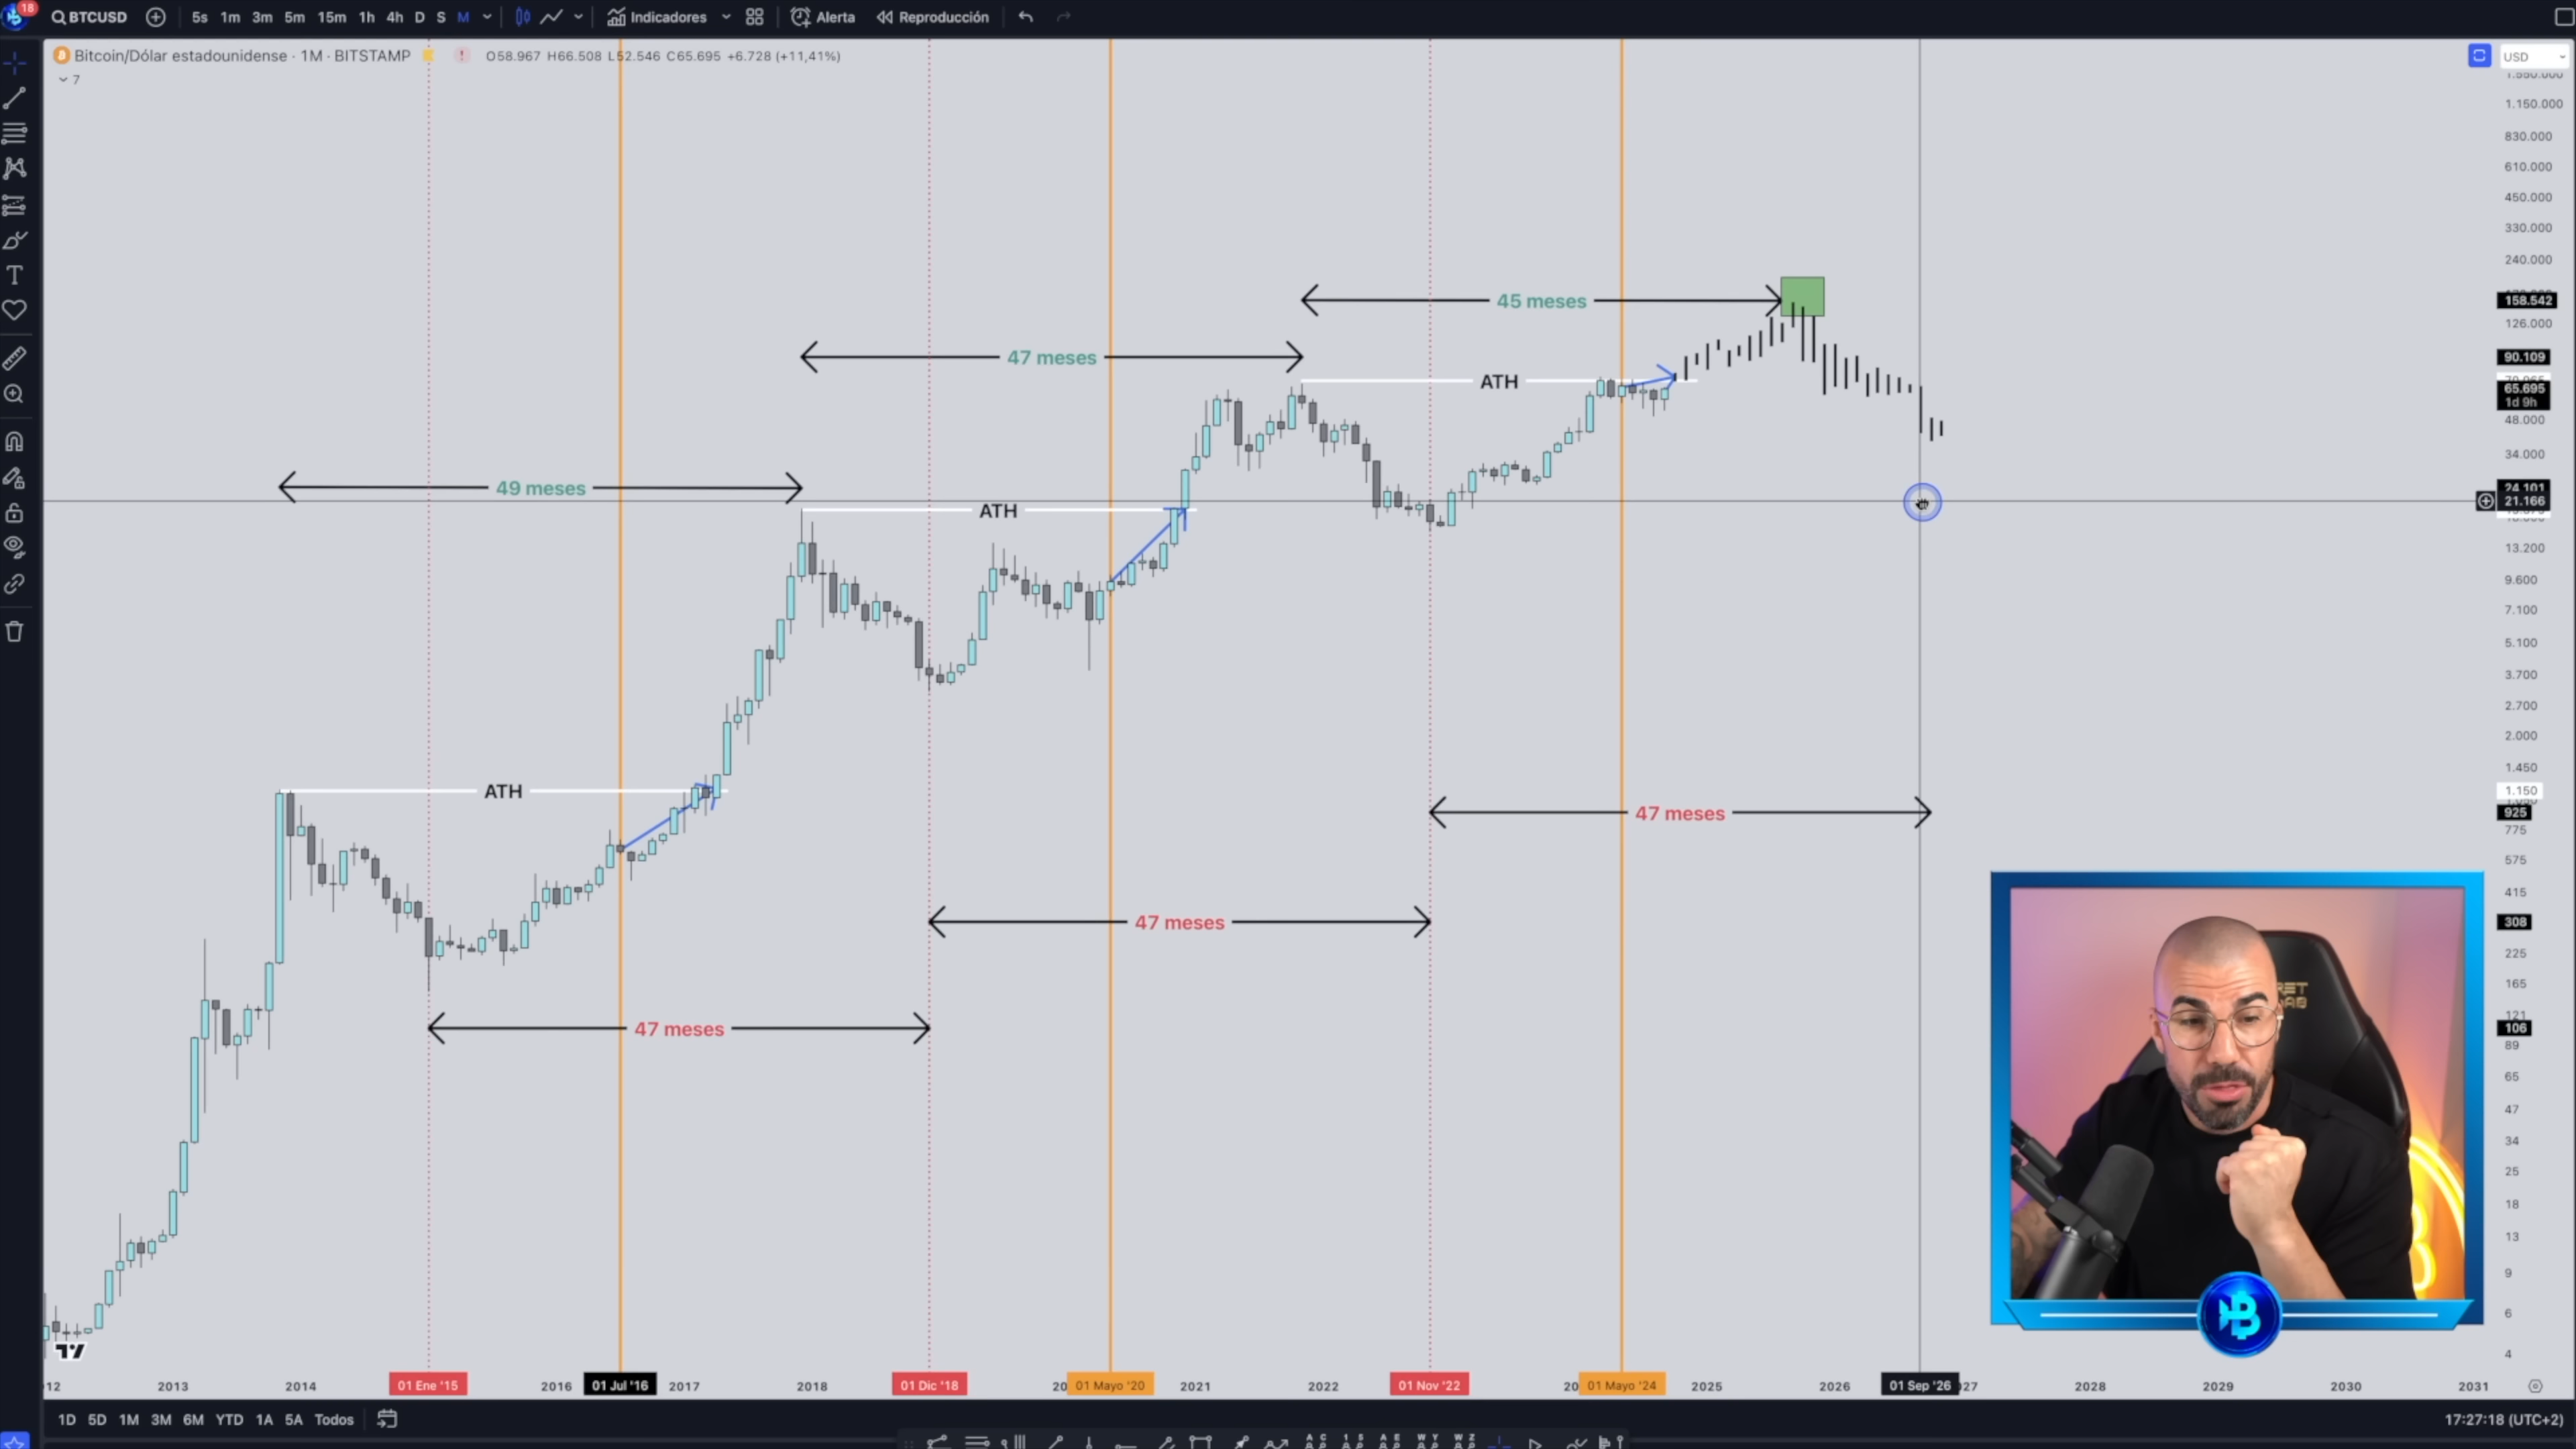 18
BTCUSD 5s 1m 3m 5m 15m 1h 4h D S M Indicadores Alerta Reproducción
Bitcoin/Dólar estadounidense · 1M · BITSTAMP O58.967 H66.508 L52.546 C65.695 +6.728 (+11,41%)
7
USD
1.150.000
830.000
610.000
450.000
330.000
240.000
158.542
126.000
90.109
65.695
1d 9h
48.000
34.000
24.101
21.166
13.200
9.600
7.100
5.100
3.700
2.700
2.000
1.450
1.150
925
775
575
415
308
225
165
121
106
89
65
47
34
25
18
13
9
6
4
45 meses
47 meses
ATH
49 meses
ATH
ATH
47 meses
47 meses
47 meses
2013 2014 01 Ene '15 2016 01 Jul '16 2017 2018 01 Dic '18 01 Mayo '20 2021 2022 01 Nov '22 01 Mayo '24 2025 2026 01 Sep '26 2028 2029 2030 2031
1D 5D 1M 3M 6M YTD 1A 5A Todos
17:27:18 (UTC+2)